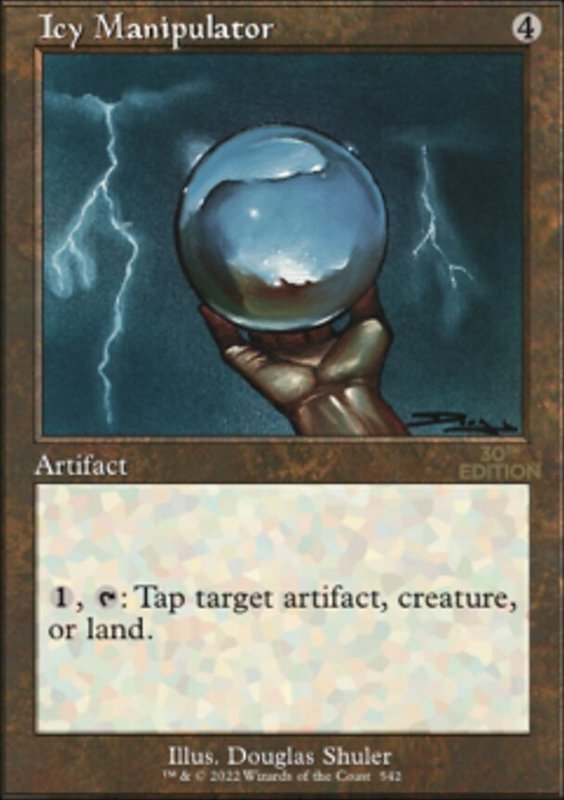 Icy Manipulator 4
Artifact
30TH
EDITION
1, : Tap target artifact, creature,
or land.
Illus. Douglas Shuler
™ & © 2022 Wizards of the Coast 542